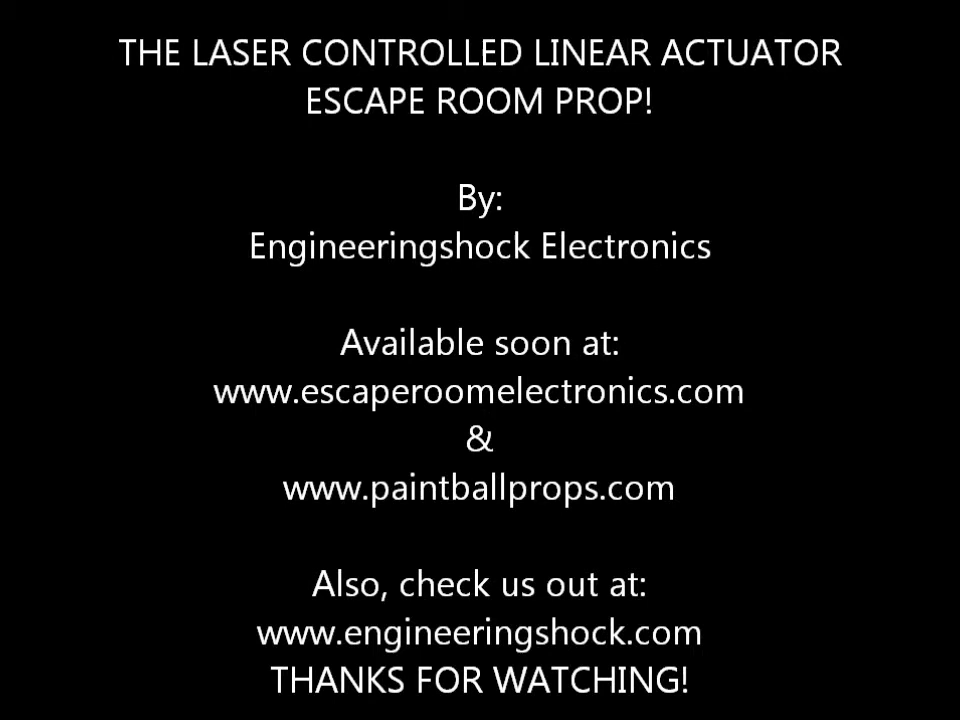 THE LASER CONTROLLED LINEAR ACTUATOR
ESCAPE ROOM PROP!
By:
Engineeringshock Electronics
Available soon at:
www.escaperoomelectronics.com
&
www.paintballprops.com
Also, check us out at:
www.engineeringshock.com
THANKS FOR WATCHING!